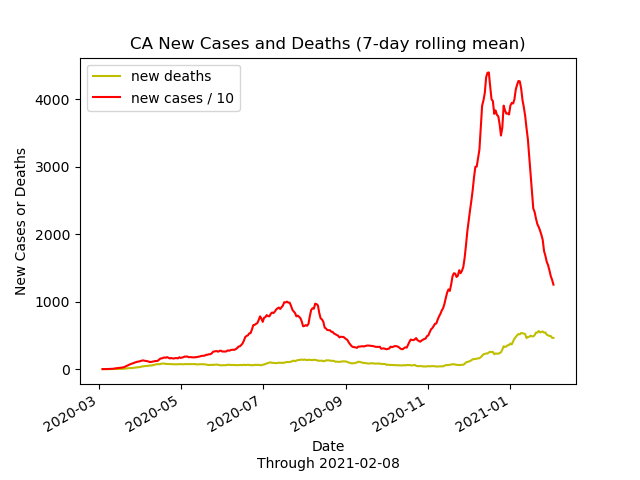 CA New Cases and Deaths (7-day rolling mean)
new deaths
new cases / 10
4000
3000
2000
1000
0
New Cases or Deaths
2020-03
2020-05
2020-07
2020-09
2020-11
2021-01
Date
Through 2021-02-08